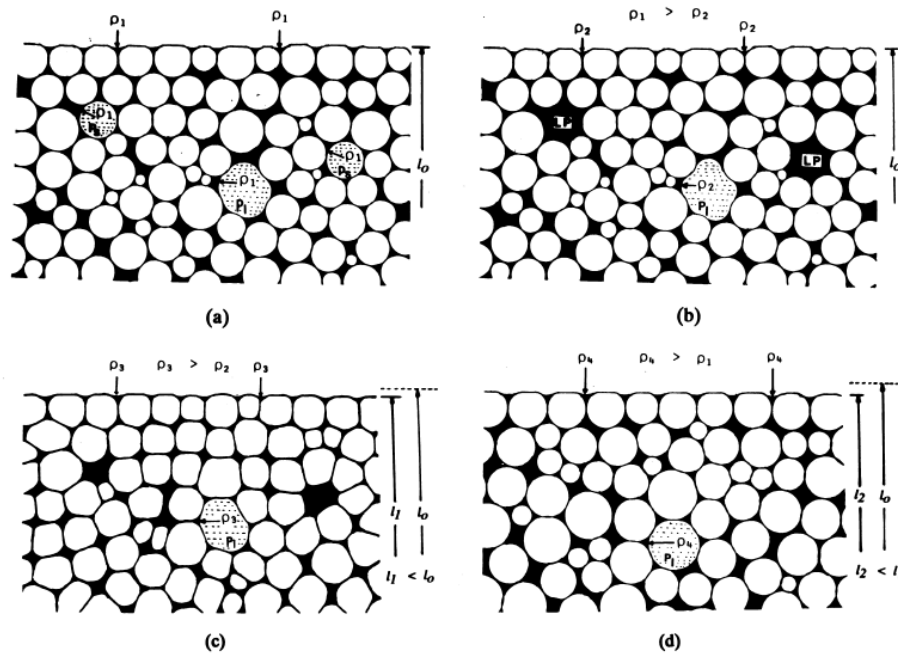 (a)
ρ₁
ρ₁
ρ₁
ρ₁
ρ₁
P₁
l₀
(b)
ρ₁ > ρ₂
ρ₂
ρ₂
LP
LP
ρ₂
P₁
ρ₃ ρ₃ > ρ₂ ρ₃
ρ₃
P₁
l₁ l₀
l₁ < l₀
(c)
ρ₄ ρ₄ > ρ₁ ρ₄
ρ₄
P₁
l₂ l₀
l₂ < l
(d)